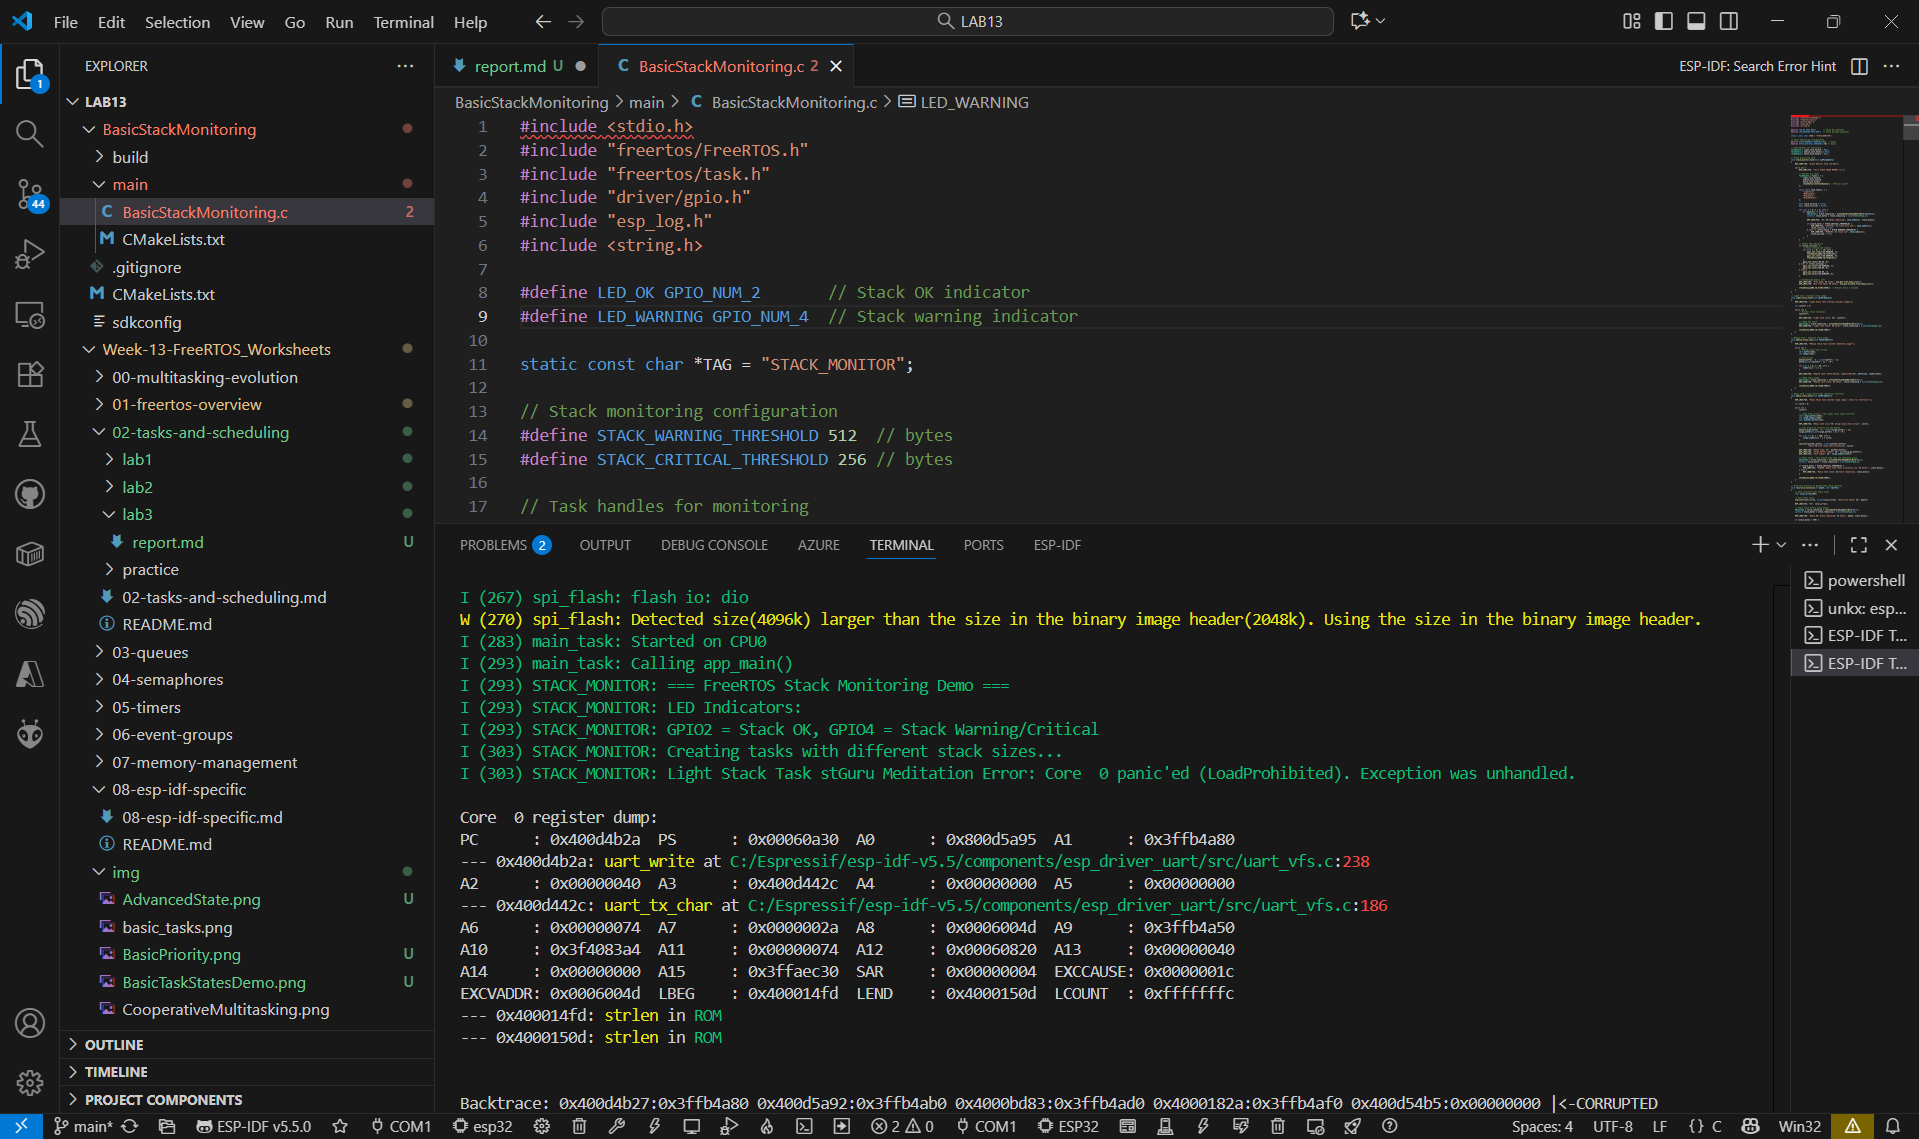 File Edit Selection View Go Run Terminal Help
LAB13
EXPLORER
LAB13
BasicStackMonitoring
build
main
C BasicStackMonitoring.c 2
M CMakeLists.txt
.gitignore
M CMakeLists.txt
sdkconfig
Week-13-FreeRTOS_Worksheets
00-multitasking-evolution
01-freertos-overview
02-tasks-and-scheduling
lab1
lab2
lab3
report.md U
practice
02-tasks-and-scheduling.md
README.md
03-queues
04-semaphores
05-timers
06-event-groups
07-memory-management
08-esp-idf-specific
08-esp-idf-specific.md
README.md
img
AdvancedState.png U
basic_tasks.png
BasicPriority.png U
BasicTaskStatesDemo.png U
CooperativeMultitasking.png
OUTLINE
TIMELINE
PROJECT COMPONENTS
1
44
report.md U
C BasicStackMonitoring.c 2
ESP-IDF: Search Error Hint
BasicStackMonitoring > main > C BasicStackMonitoring.c > LED_WARNING
1 #include <stdio.h>
2 #include "freertos/FreeRTOS.h"
3 #include "freertos/task.h"
4 #include "driver/gpio.h"
5 #include "esp_log.h"
6 #include <string.h>
7
8 #define LED_OK GPIO_NUM_2 // Stack OK indicator
9 #define LED_WARNING GPIO_NUM_4 // Stack warning indicator
10
11 static const char *TAG = "STACK_MONITOR";
12
13 // Stack monitoring configuration
14 #define STACK_WARNING_THRESHOLD 512 // bytes
15 #define STACK_CRITICAL_THRESHOLD 256 // bytes
16
17 // Task handles for monitoring
PROBLEMS 2 OUTPUT DEBUG CONSOLE AZURE TERMINAL PORTS ESP-IDF
I (267) spi_flash: flash io: dio
W (270) spi_flash: Detected size(4096k) larger than the size in the binary image header(2048k). Using the size in the binary image header.
I (283) main_task: Started on CPU0
I (293) main_task: Calling app_main()
I (293) STACK_MONITOR: === FreeRTOS Stack Monitoring Demo ===
I (293) STACK_MONITOR: LED Indicators:
I (293) STACK_MONITOR: GPIO2 = Stack OK, GPIO4 = Stack Warning/Critical
I (303) STACK_MONITOR: Creating tasks with different stack sizes...
I (303) STACK_MONITOR: Light Stack Task stGuru Meditation Error: Core  0 panic'ed (LoadProhibited). Exception was unhandled.
Core  0 register dump:
PC : 0x400d4b2a PS : 0x00060a30 A0 : 0x800d5a95 A1 : 0x3ffb4a80
--- 0x400d4b2a: uart_write at C:/Espressif/esp-idf-v5.5/components/esp_driver_uart/src/uart_vfs.c:238
A2 : 0x00000040 A3 : 0x400d442c A4 : 0x00000000 A5 : 0x00000000
--- 0x400d442c: uart_tx_char at C:/Espressif/esp-idf-v5.5/components/esp_driver_uart/src/uart_vfs.c:186
A6 : 0x00000074 A7 : 0x0000002a A8 : 0x0006004d A9 : 0x3ffb4a50
A10 : 0x3f4083a4 A11 : 0x00000074 A12 : 0x00060820 A13 : 0x00000040
A14 : 0x00000000 A15 : 0x3ffaec30 SAR : 0x00000004 EXCCAUSE: 0x0000001c
EXCVADDR: 0x0006004d LBEG : 0x400014fd LEND : 0x4000150d LCOUNT : 0xfffffffc
--- 0x400014fd: strlen in ROM
--- 0x4000150d: strlen in ROM
Backtrace: 0x400d4b27:0x3ffb4a80 0x400d5a92:0x3ffb4ab0 0x4000bd83:0x3ffb4ad0 0x4000182a:0x3ffb4af0 0x400d54b5:0x00000000 |<-CORRUPTED
powershell
unkx: esp...
ESP-IDF T...
ESP-IDF T...
main* ESP-IDF v5.5.0 COM1 esp32 2 0 COM1 ESP32 Spaces: 4 UTF-8 LF {} C Win32